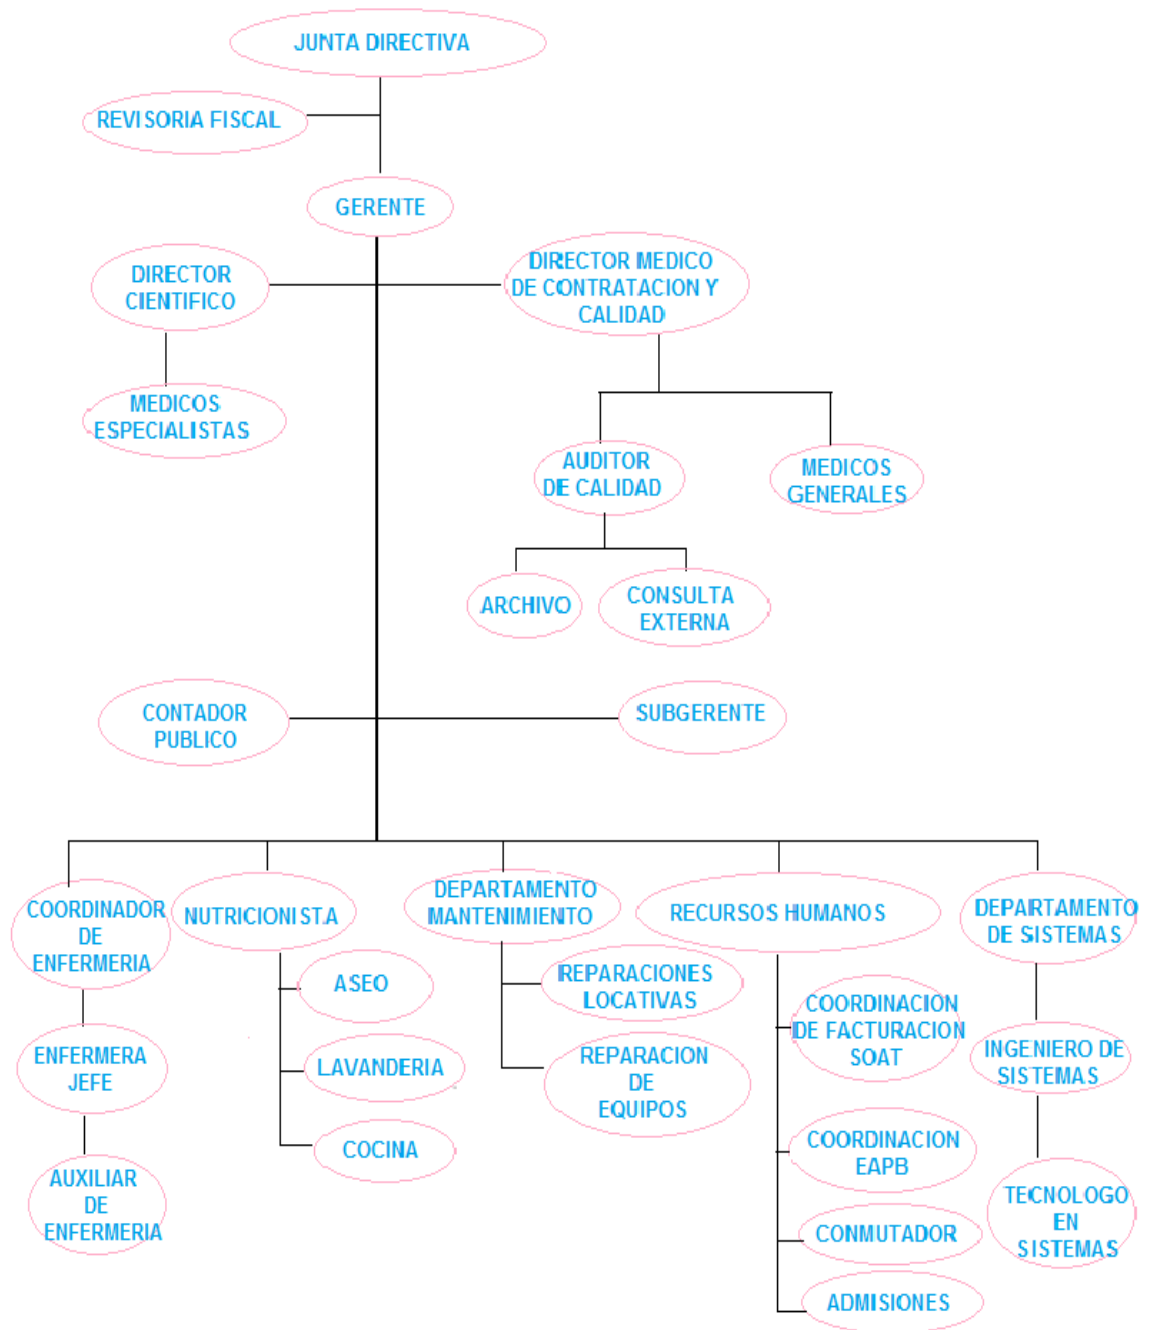 JUNTA DIRECTIVA
REVISORIA FISCAL
GERENTE
DIRECTOR
CIENTIFICO
DIRECTOR MEDICO
DE CONTRATACION Y
CALIDAD
MEDICOS
ESPECIALISTAS
AUDITOR
DE CALIDAD
MEDICOS
GENERALES
ARCHIVO
CONSULTA
EXTERNA
CONTADOR
PUBLICO
SUBGERENTE
COORDINADOR
DE
ENFERMERIA
NUTRICIONISTA
DEPARTAMENTO
MANTENIMIENTO
RECURSOS HUMANOS
DEPARTAMENTO
DE SISTEMAS
ENFERMERA
JEFE
AUXILIAR
DE
ENFERMERIA
ASEO
LAVANDERIA
COCINA
REPARACIONES
LOCATIVAS
REPARACION
DE
EQUIPOS
COORDINACION
DE FACTURACION
SOAT
COORDINACION
EAPB
CONMUTADOR
ADMISIONES
INGENIERO DE
SISTEMAS
TECNOLOGO
EN
SISTEMAS